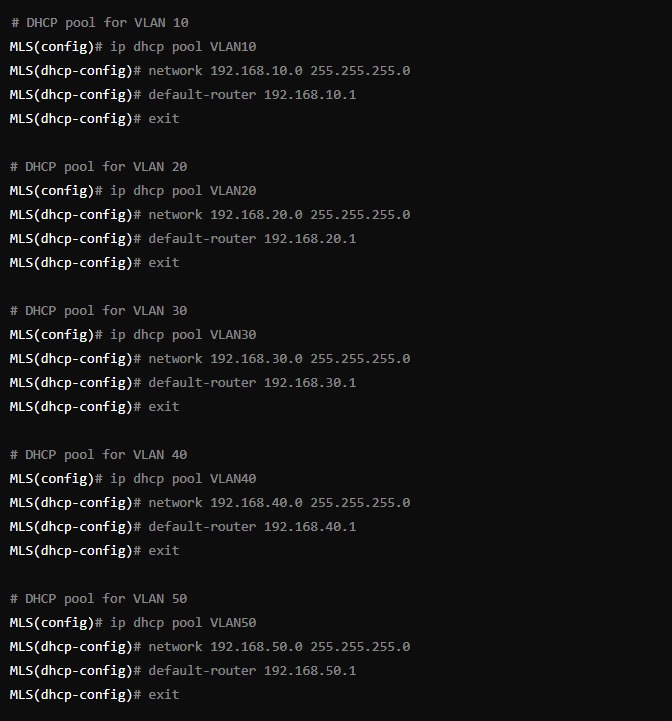 # DHCP pool for VLAN 10
MLS(config)# ip dhcp pool VLAN10
MLS(dhcp-config)# network 192.168.10.0 255.255.255.0
MLS(dhcp-config)# default-router 192.168.10.1
MLS(dhcp-config)# exit
# DHCP pool for VLAN 20
MLS(config)# ip dhcp pool VLAN20
MLS(dhcp-config)# network 192.168.20.0 255.255.255.0
MLS(dhcp-config)# default-router 192.168.20.1
MLS(dhcp-config)# exit
# DHCP pool for VLAN 30
MLS(config)# ip dhcp pool VLAN30
MLS(dhcp-config)# network 192.168.30.0 255.255.255.0
MLS(dhcp-config)# default-router 192.168.30.1
MLS(dhcp-config)# exit
# DHCP pool for VLAN 40
MLS(config)# ip dhcp pool VLAN40
MLS(dhcp-config)# network 192.168.40.0 255.255.255.0
MLS(dhcp-config)# default-router 192.168.40.1
MLS(dhcp-config)# exit
# DHCP pool for VLAN 50
MLS(config)# ip dhcp pool VLAN50
MLS(dhcp-config)# network 192.168.50.0 255.255.255.0
MLS(dhcp-config)# default-router 192.168.50.1
MLS(dhcp-config)# exit